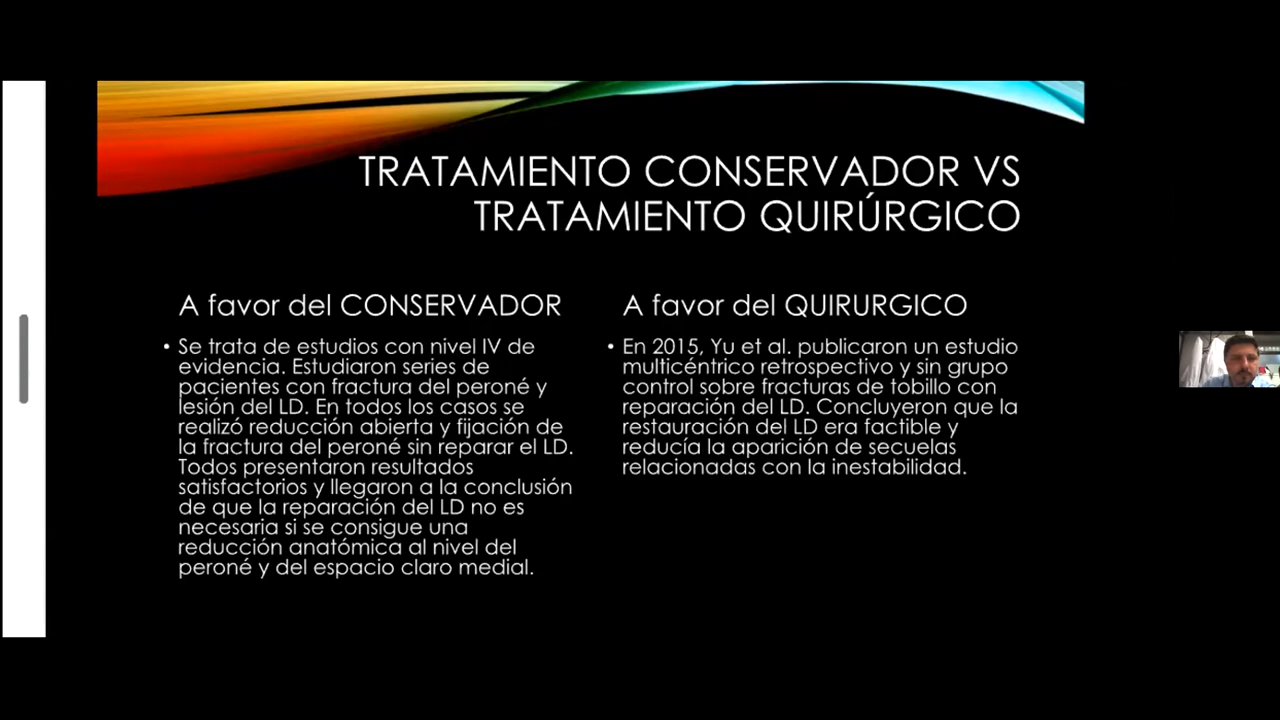 TRATAMIENTO CONSERVADOR VS
TRATAMIENTO QUIRÚRGICO
A favor del CONSERVADOR
• Se trata de estudios con nivel IV de
evidencia. Estudiaron series de
pacientes con fractura del peroné y
lesión del LD. En todos los casos se
realizó reducción abierta y fijación de
la fractura del peroné sin reparar el LD.
Todos presentaron resultados
satisfactorios y llegaron a la conclusión
de que la reparación del LD no es
necesaria si se consigue una
reducción anatómica al nivel del
peroné y del espacio claro medial.
A favor del QUIRURGICO
• En 2015, Yu et al. publicaron un estudio
multicéntrico retrospectivo y sin grupo
control sobre fracturas de tobillo con
reparación del LD. Concluyeron que la
restauración del LD era factible y
reducía la aparición de secuelas
relacionadas con la inestabilidad.